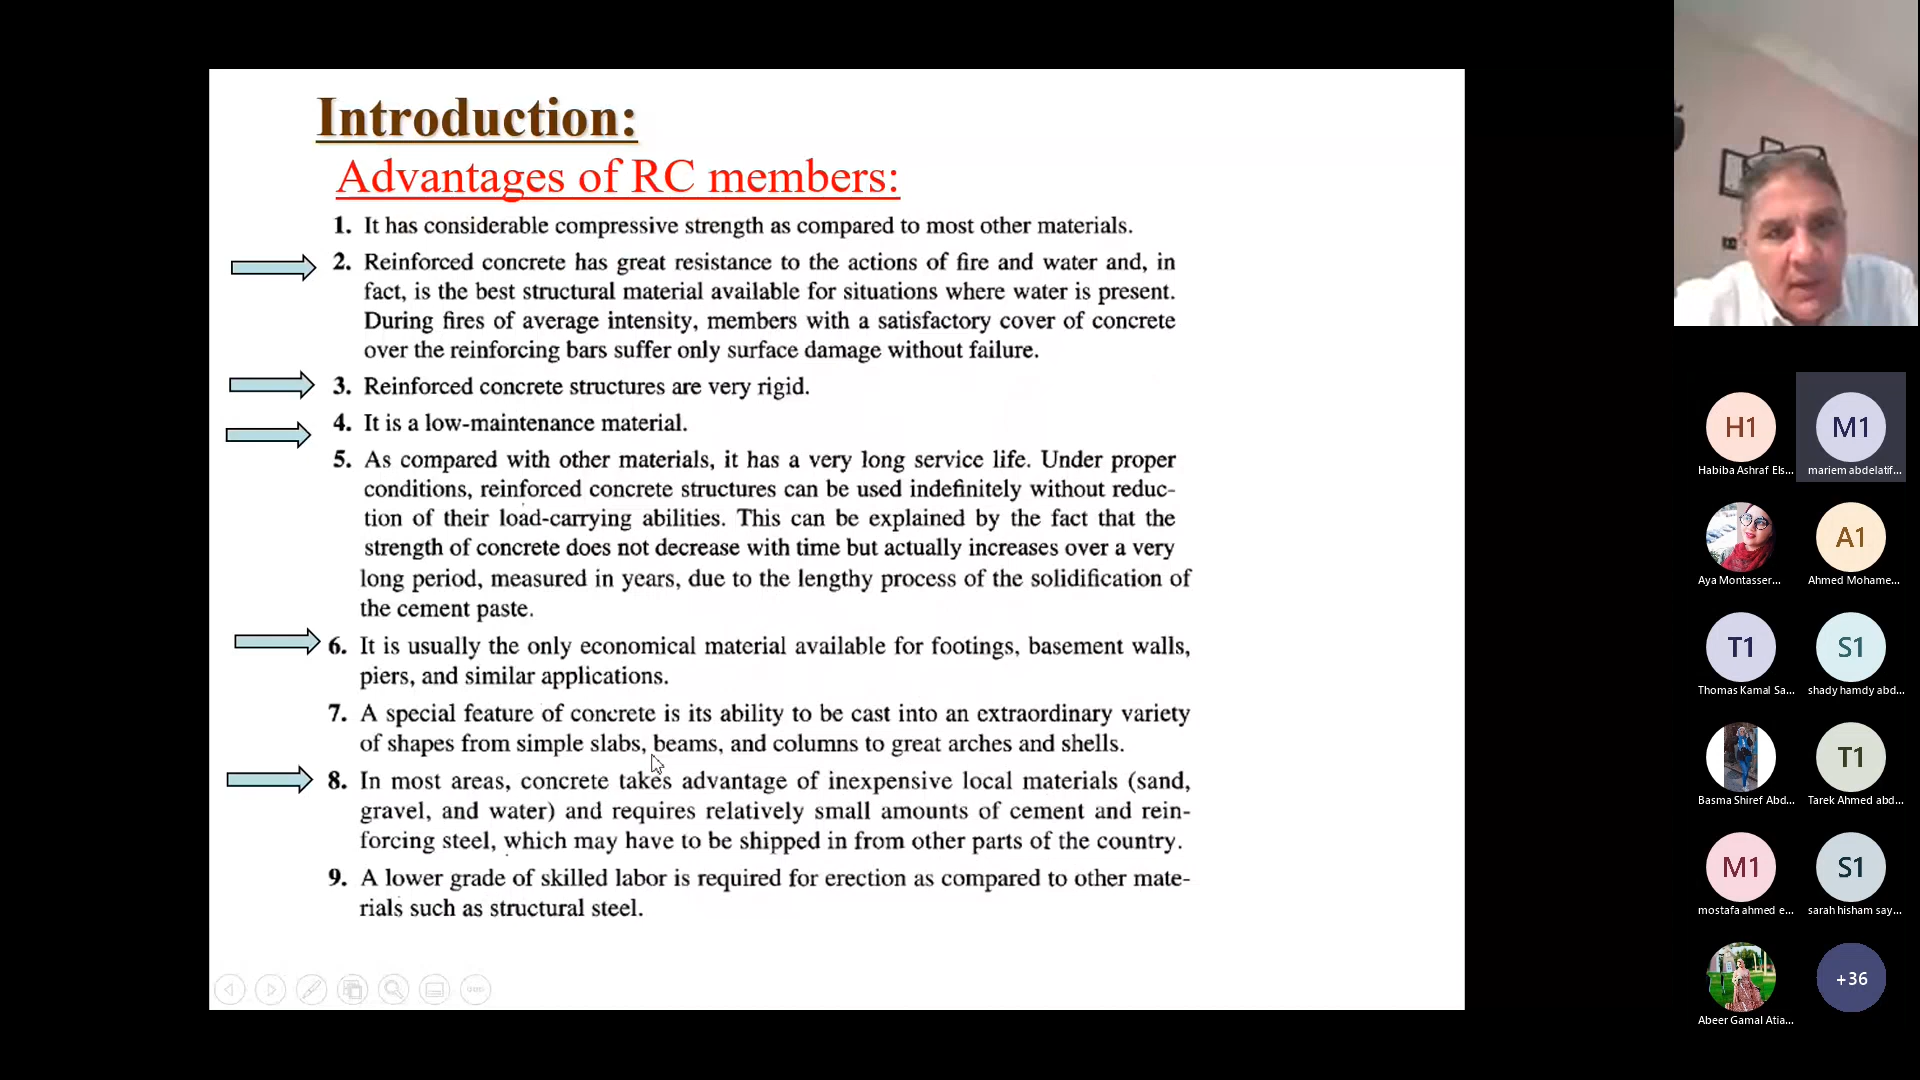 Introduction:
Advantages of RC members:
1. It has considerable compressive strength as compared to most other materials.
2. Reinforced concrete has great resistance to the actions of fire and water and, in
fact, is the best structural material available for situations where water is present.
During fires of average intensity, members with a satisfactory cover of concrete
over the reinforcing bars suffer only surface damage without failure.
3. Reinforced concrete structures are very rigid.
4. It is a low-maintenance material.
5. As compared with other materials, it has a very long service life. Under proper
conditions, reinforced concrete structures can be used indefinitely without reduc-
tion of their load-carrying abilities. This can be explained by the fact that the
strength of concrete does not decrease with time but actually increases over a very
long period, measured in years, due to the lengthy process of the solidification of
the cement paste.
6. It is usually the only economical material available for footings, basement walls,
piers, and similar applications.
7. A special feature of concrete is its ability to be cast into an extraordinary variety
of shapes from simple slabs, beams, and columns to great arches and shells.
8. In most areas, concrete takes advantage of inexpensive local materials (sand,
gravel, and water) and requires relatively small amounts of cement and rein-
forcing steel, which may have to be shipped in from other parts of the country.
9. A lower grade of skilled labor is required for erection as compared to other mate-
rials such as structural steel.
H1
Habiba Ashraf Els...
M1
mariem abdelatif...
Aya Montasser...
A1
Ahmed Mohame...
T1
Thomas Kamal Sa...
S1
shady hamdy abd...
Basma Shiref Abd...
T1
Tarek Ahmed abd...
M1
mostafa ahmed e...
S1
sarah hisham say...
Abeer Gamal Atia...
+36